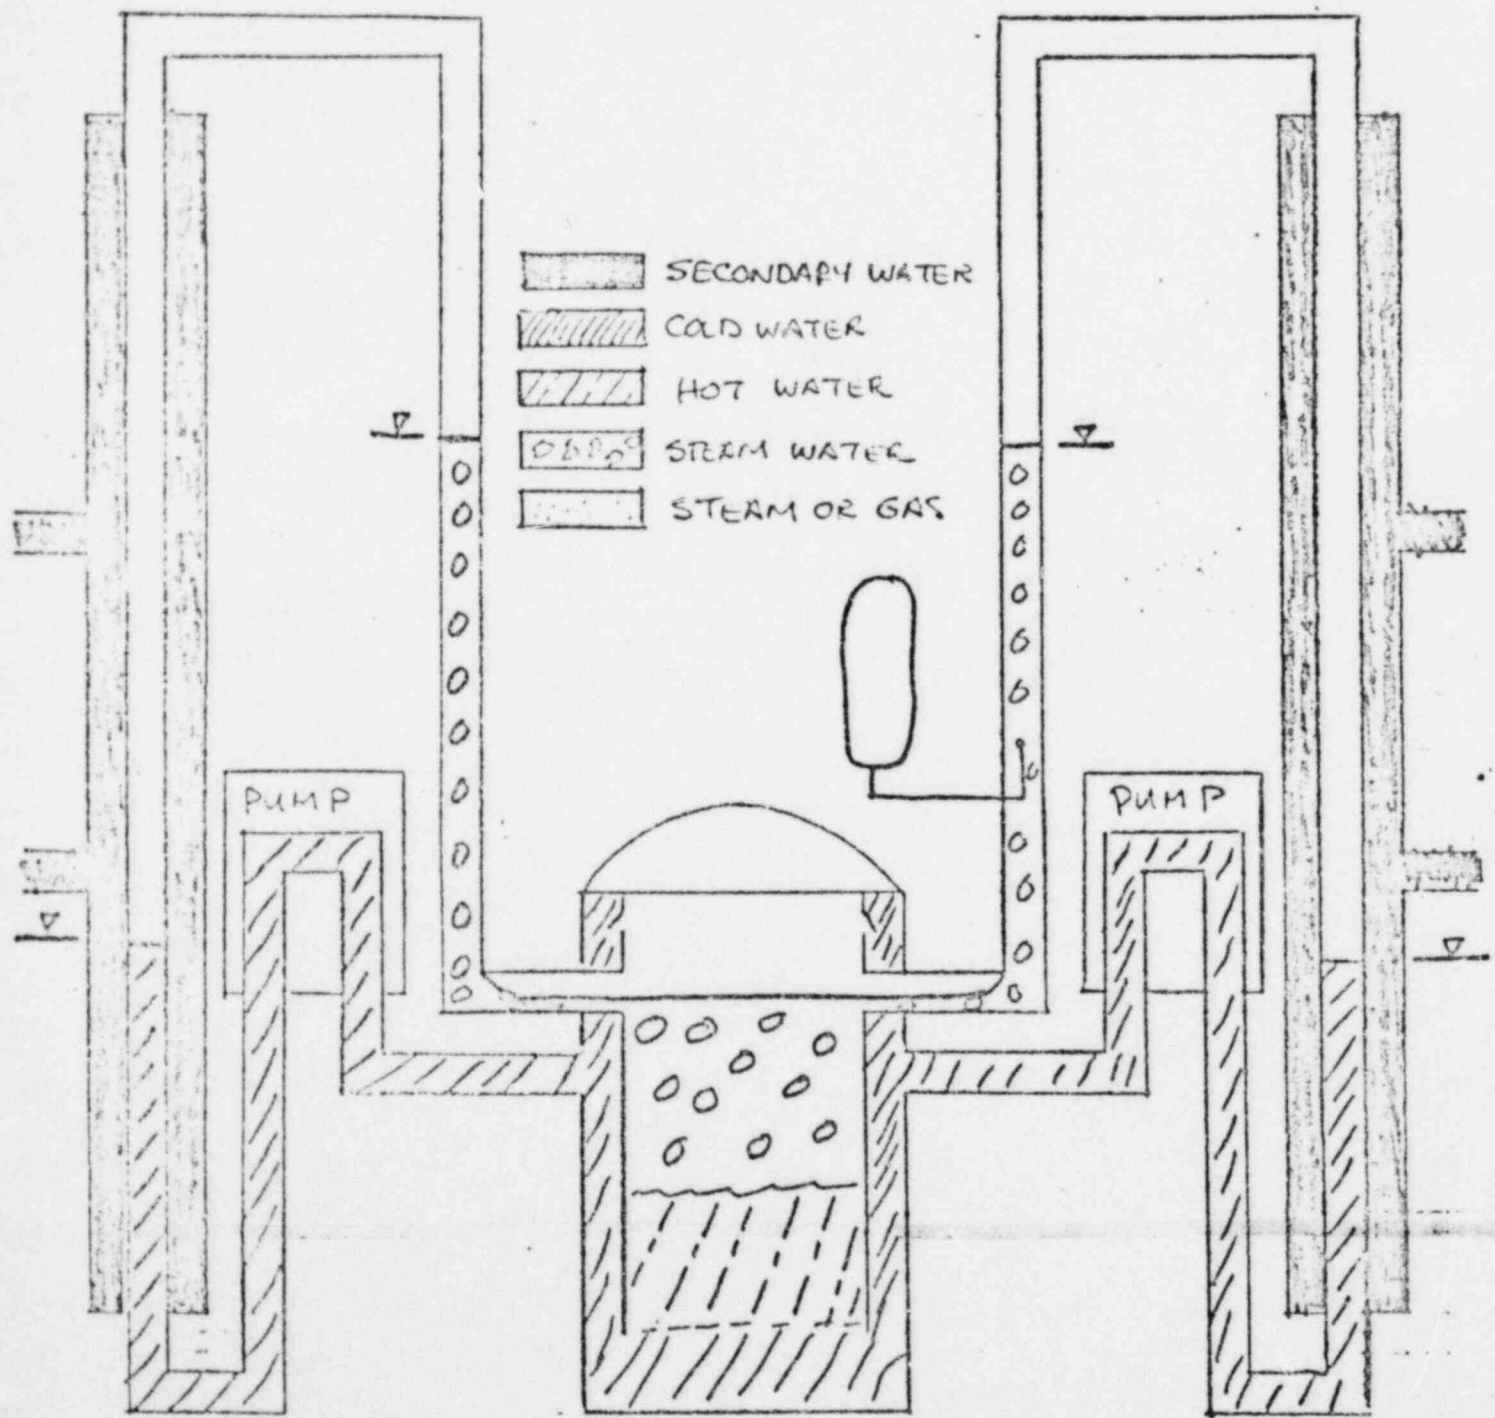 SECONDARY WATER
COLD WATER
HOT WATER
STEAM WATER
STEAM OR GAS
PUMP
PUMP